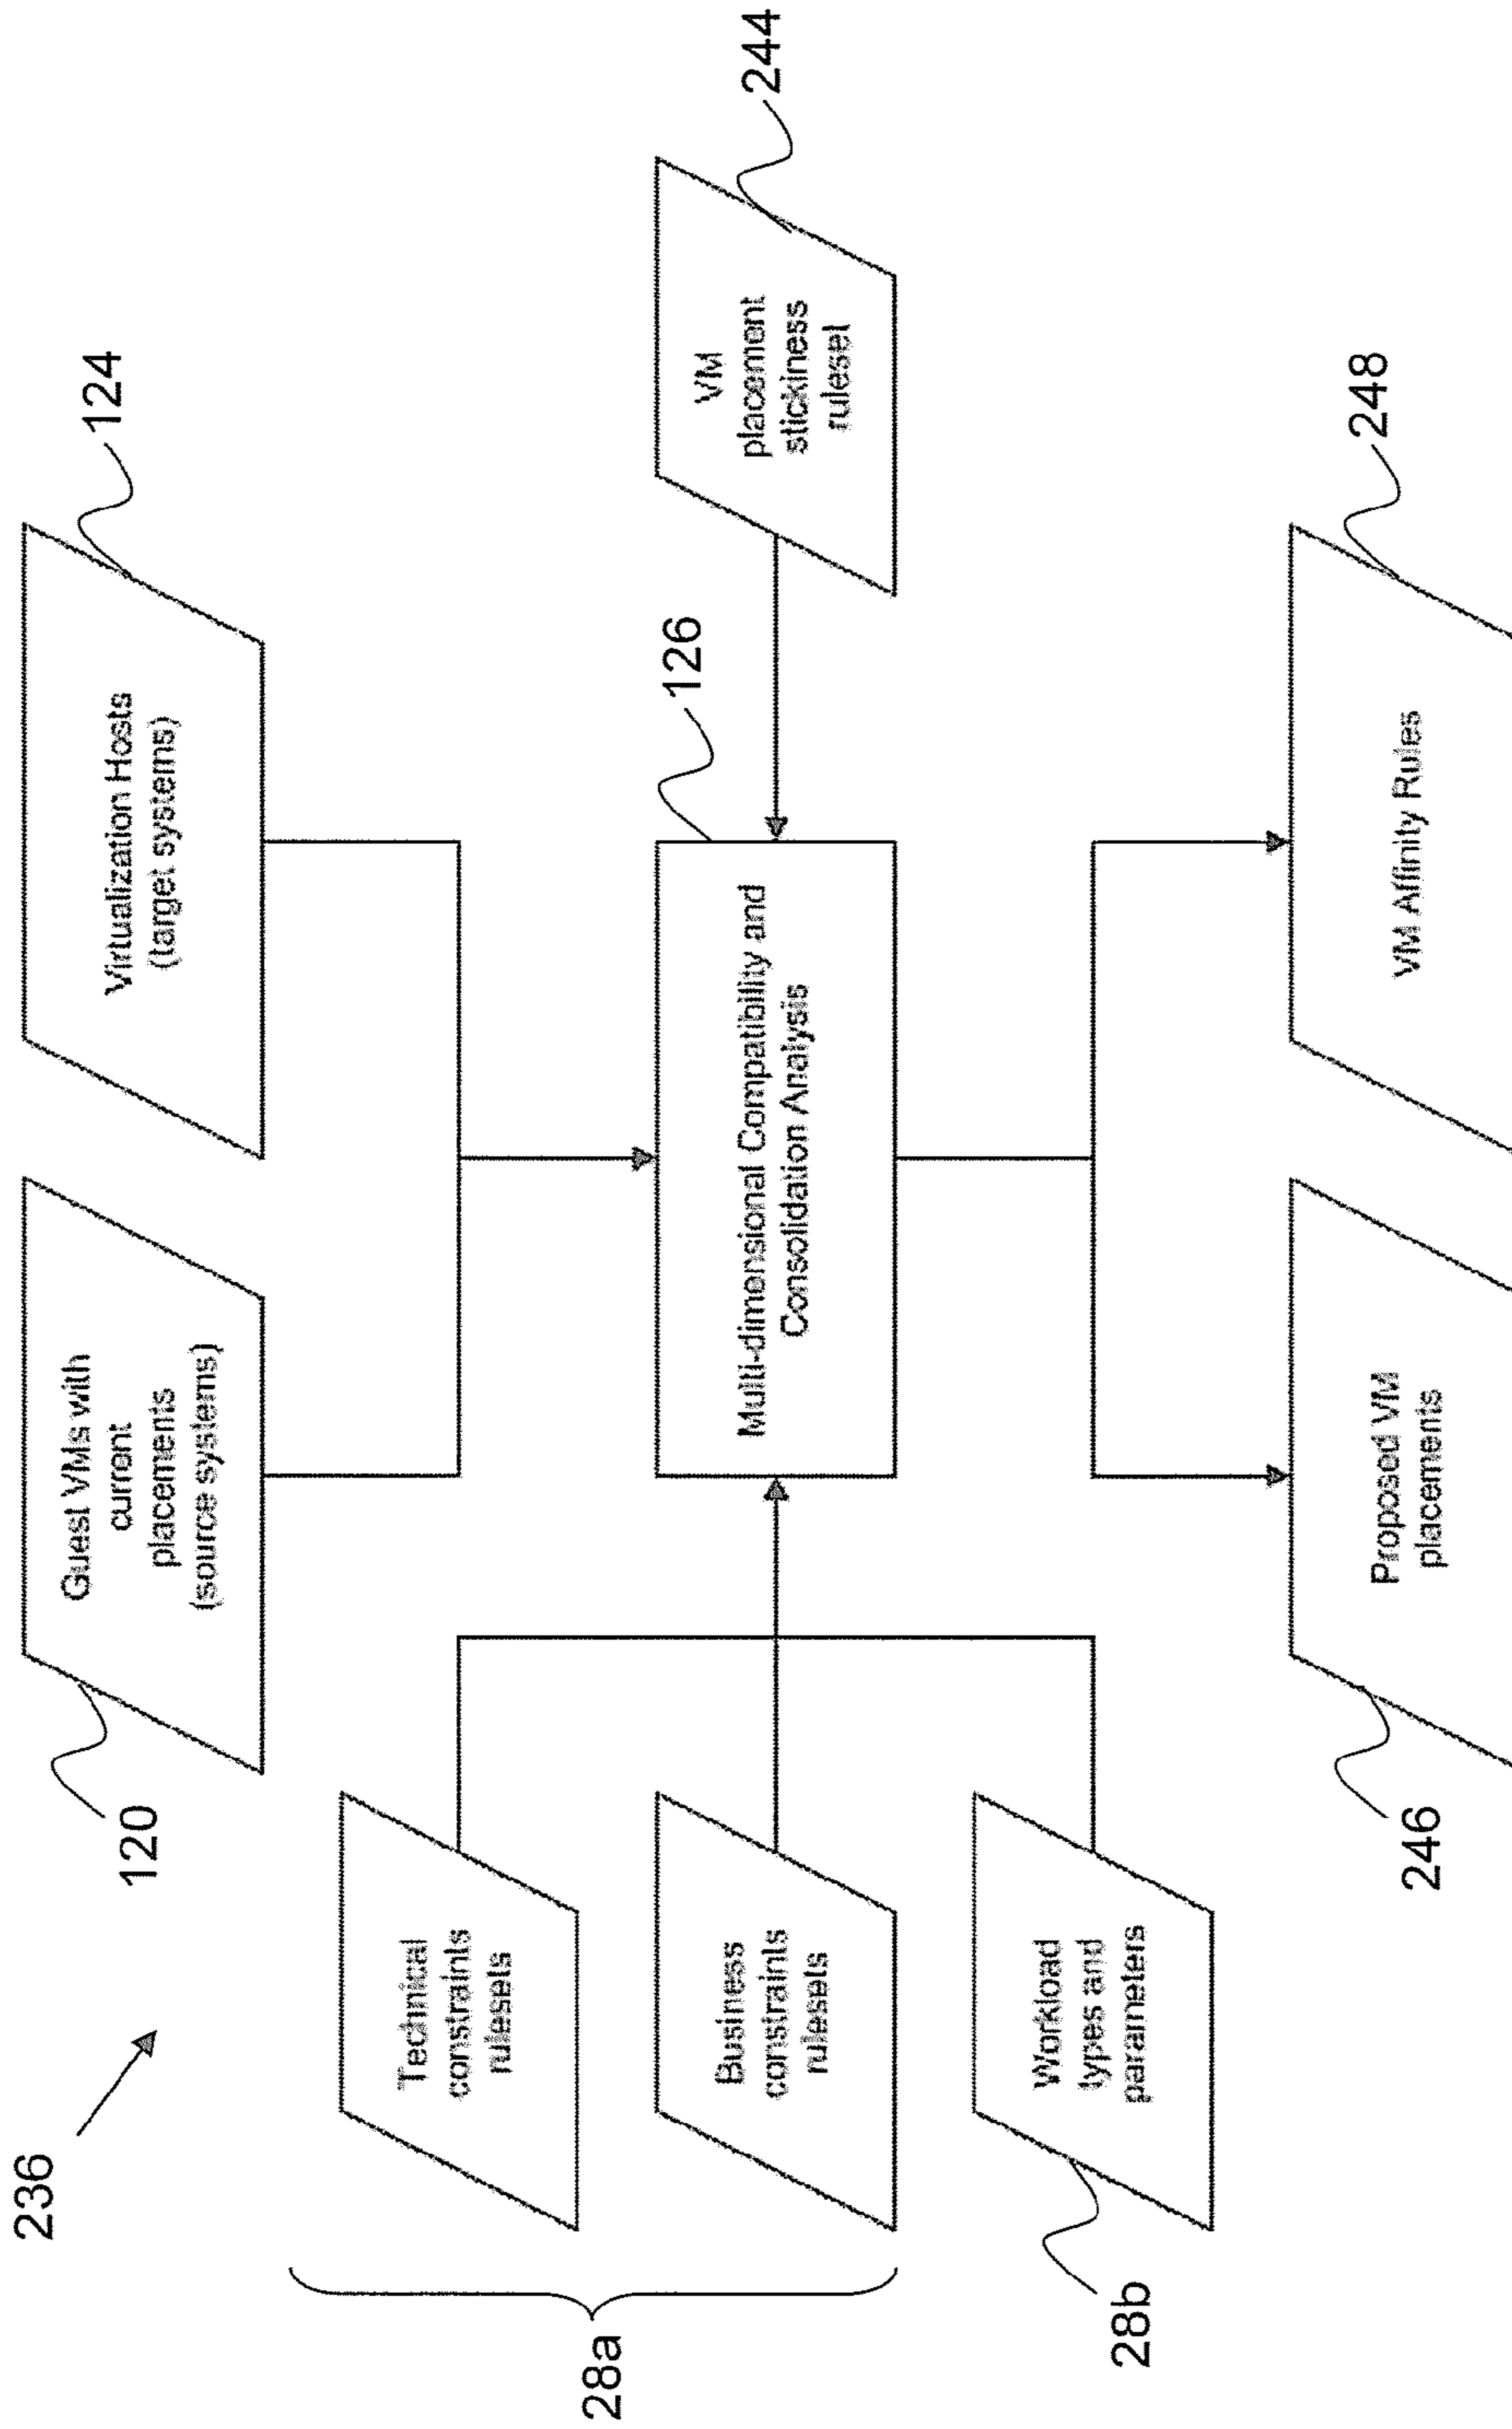 236
120
Guest VMs with
current
placements
(source systems)
124
Virtualization Hosts
(target systems)
28a
Technical
constraints
rulesets
Business
constraints
rulesets
28b
Workload
types and
parameters
126
Multi-dimensional Compatibility and
Consolidation Analysis
244
VM
placement
stickiness
ruleset
246
Proposed VM
placements
248
VM Affinity Rules